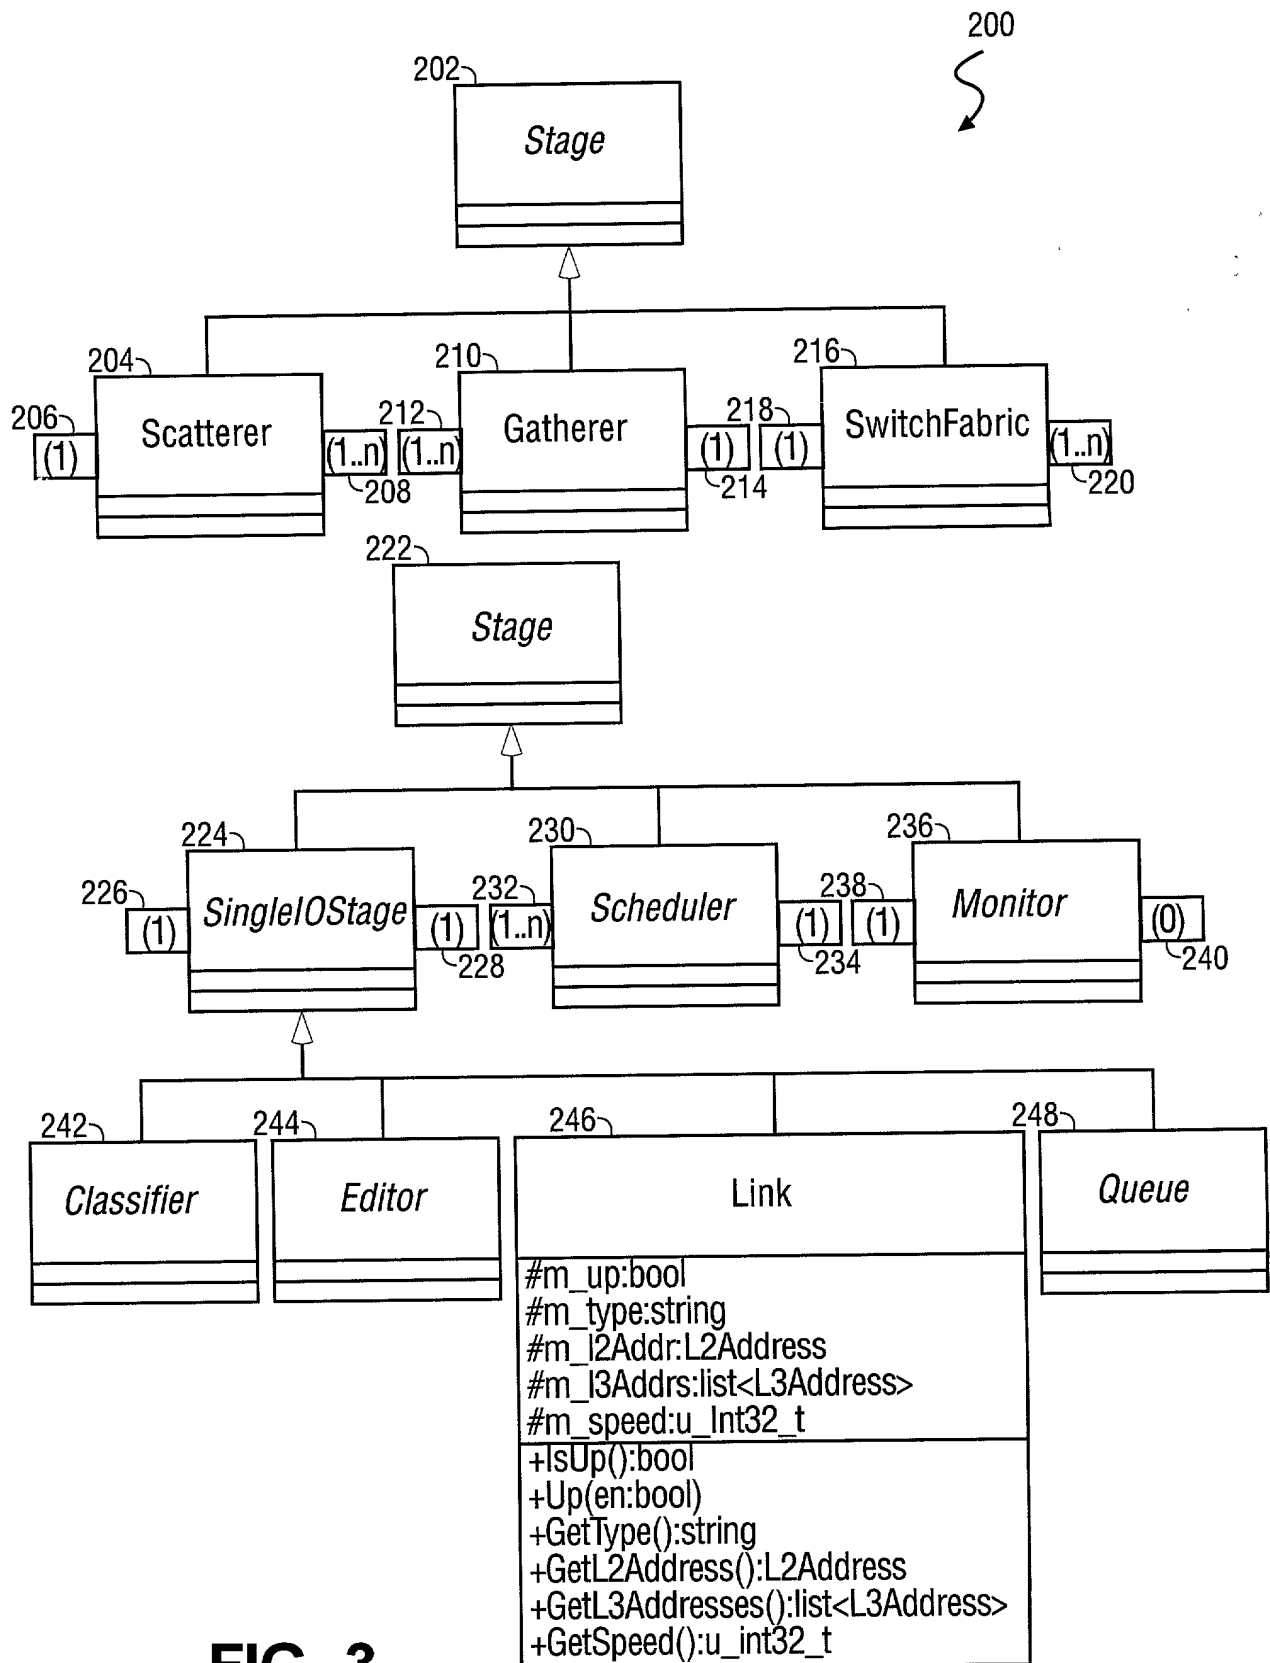 200
202
Stage
204
210
216
206
Scatterer
212
Gatherer
218
SwitchFabric
(1)
(1..n)
(1..n)
(1)
(1)
(1..n)
208
214
220
222
Stage
224
230
236
226
SingleIOStage
232
Scheduler
238
Monitor
(1)
(1)
(1..n)
(1)
(1)
(0)
228
234
240
242
244
246
248
Classifier
Editor
Link
Queue
#m_up:bool
#m_type:string
#m_l2Addr:L2Address
#m_l3Addrs:list<L3Address>
#m_speed:u_Int32_t
+IsUp():bool
+Up(en:bool)
+GetType():string
+GetL2Address():L2Address
+GetL3Addresses():list<L3Address>
+GetSpeed():u_int32_t
FIG. 3